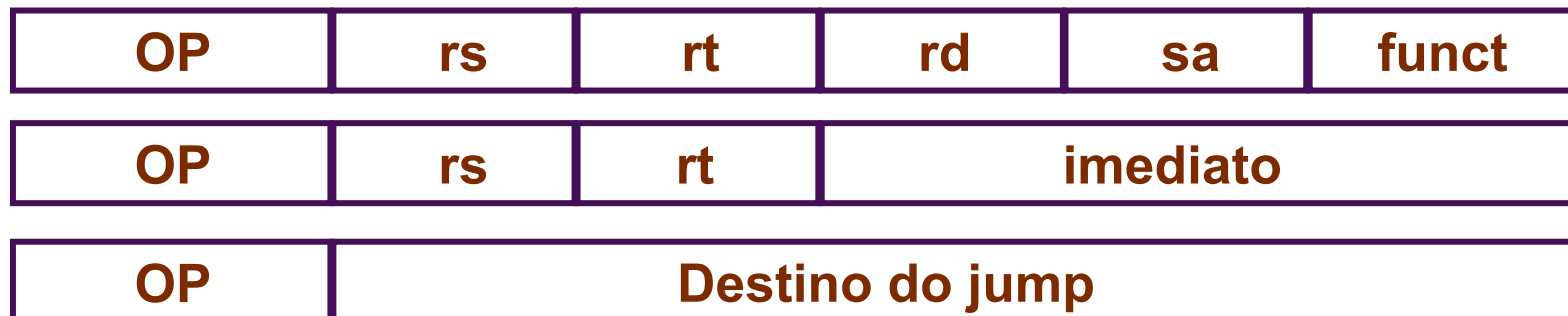 OP rs rt rd sa funct
OP rs rt imediato
OP Destino do jump